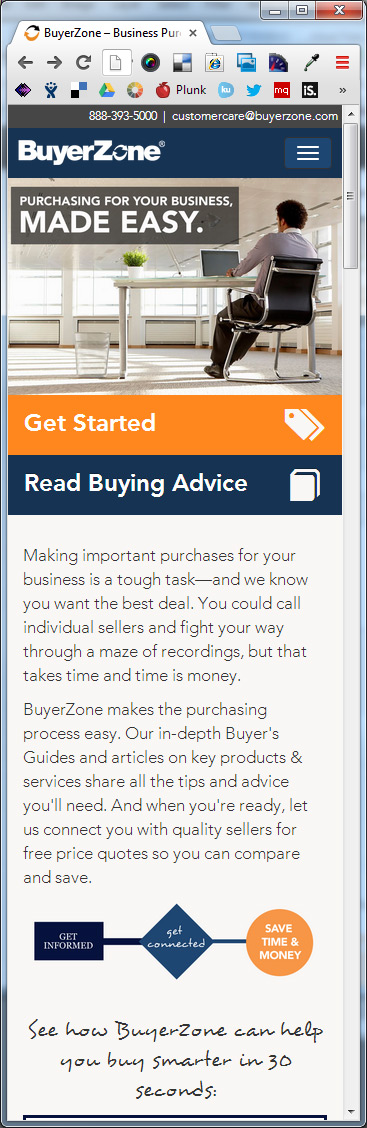 BuyerZone – Business Pur
Plunk
ku
mq
iS.
»
888-393-5000 | customercare@buyerzone.com
BuyerZone®
PURCHASING FOR YOUR BUSINESS,
MADE EASY.
Get Started
Read Buying Advice
Making important purchases for your
business is a tough task—and we know
you want the best deal. You could call
individual sellers and fight your way
through a maze of recordings, but that
takes time and time is money.
BuyerZone makes the purchasing
process easy. Our in-depth Buyer's
Guides and articles on key products &
services share all the tips and advice
you'll need. And when you're ready, let
us connect you with quality sellers for
free price quotes so you can compare
and save.
GET
INFORMED
get
connected
SAVE
TIME &
MONEY
See how BuyerZone can help
you buy smarter in 30
seconds: